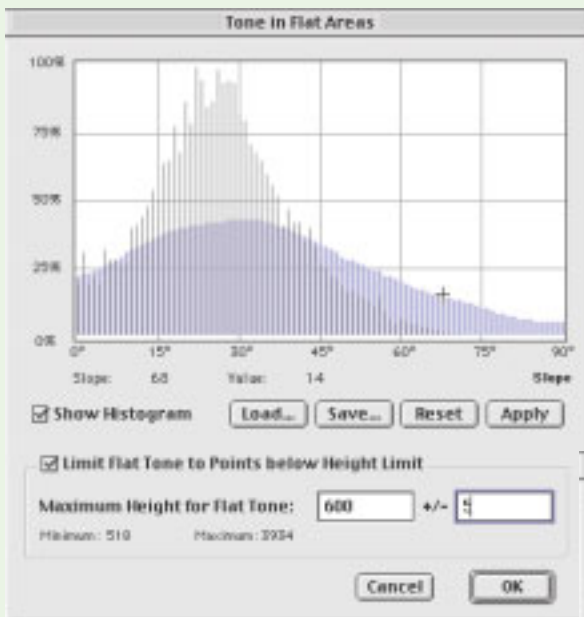 Tone in Flat Areas
100%
75%
50%
25%
0%
0° 15° 30° 45° 60° 75° 90°
Slope: 68 Value: 14 Slope
Show Histogram Load... Save... Reset Apply
Limit Flat Tone to Points below Height Limit
Maximum Height for Flat Tone: 600 +/- 5
Minimum: 518 Maximum: 3934
Cancel OK